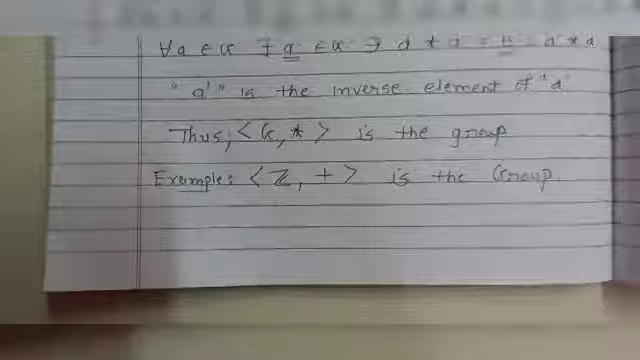 ∀a ∈ G ∃ a' ∈ G ∋ a * a' = e = a' * a
"a'" is the inverse element of "a"
Thus, <G, *> is the group
Example: <ℤ, +> is the Group.